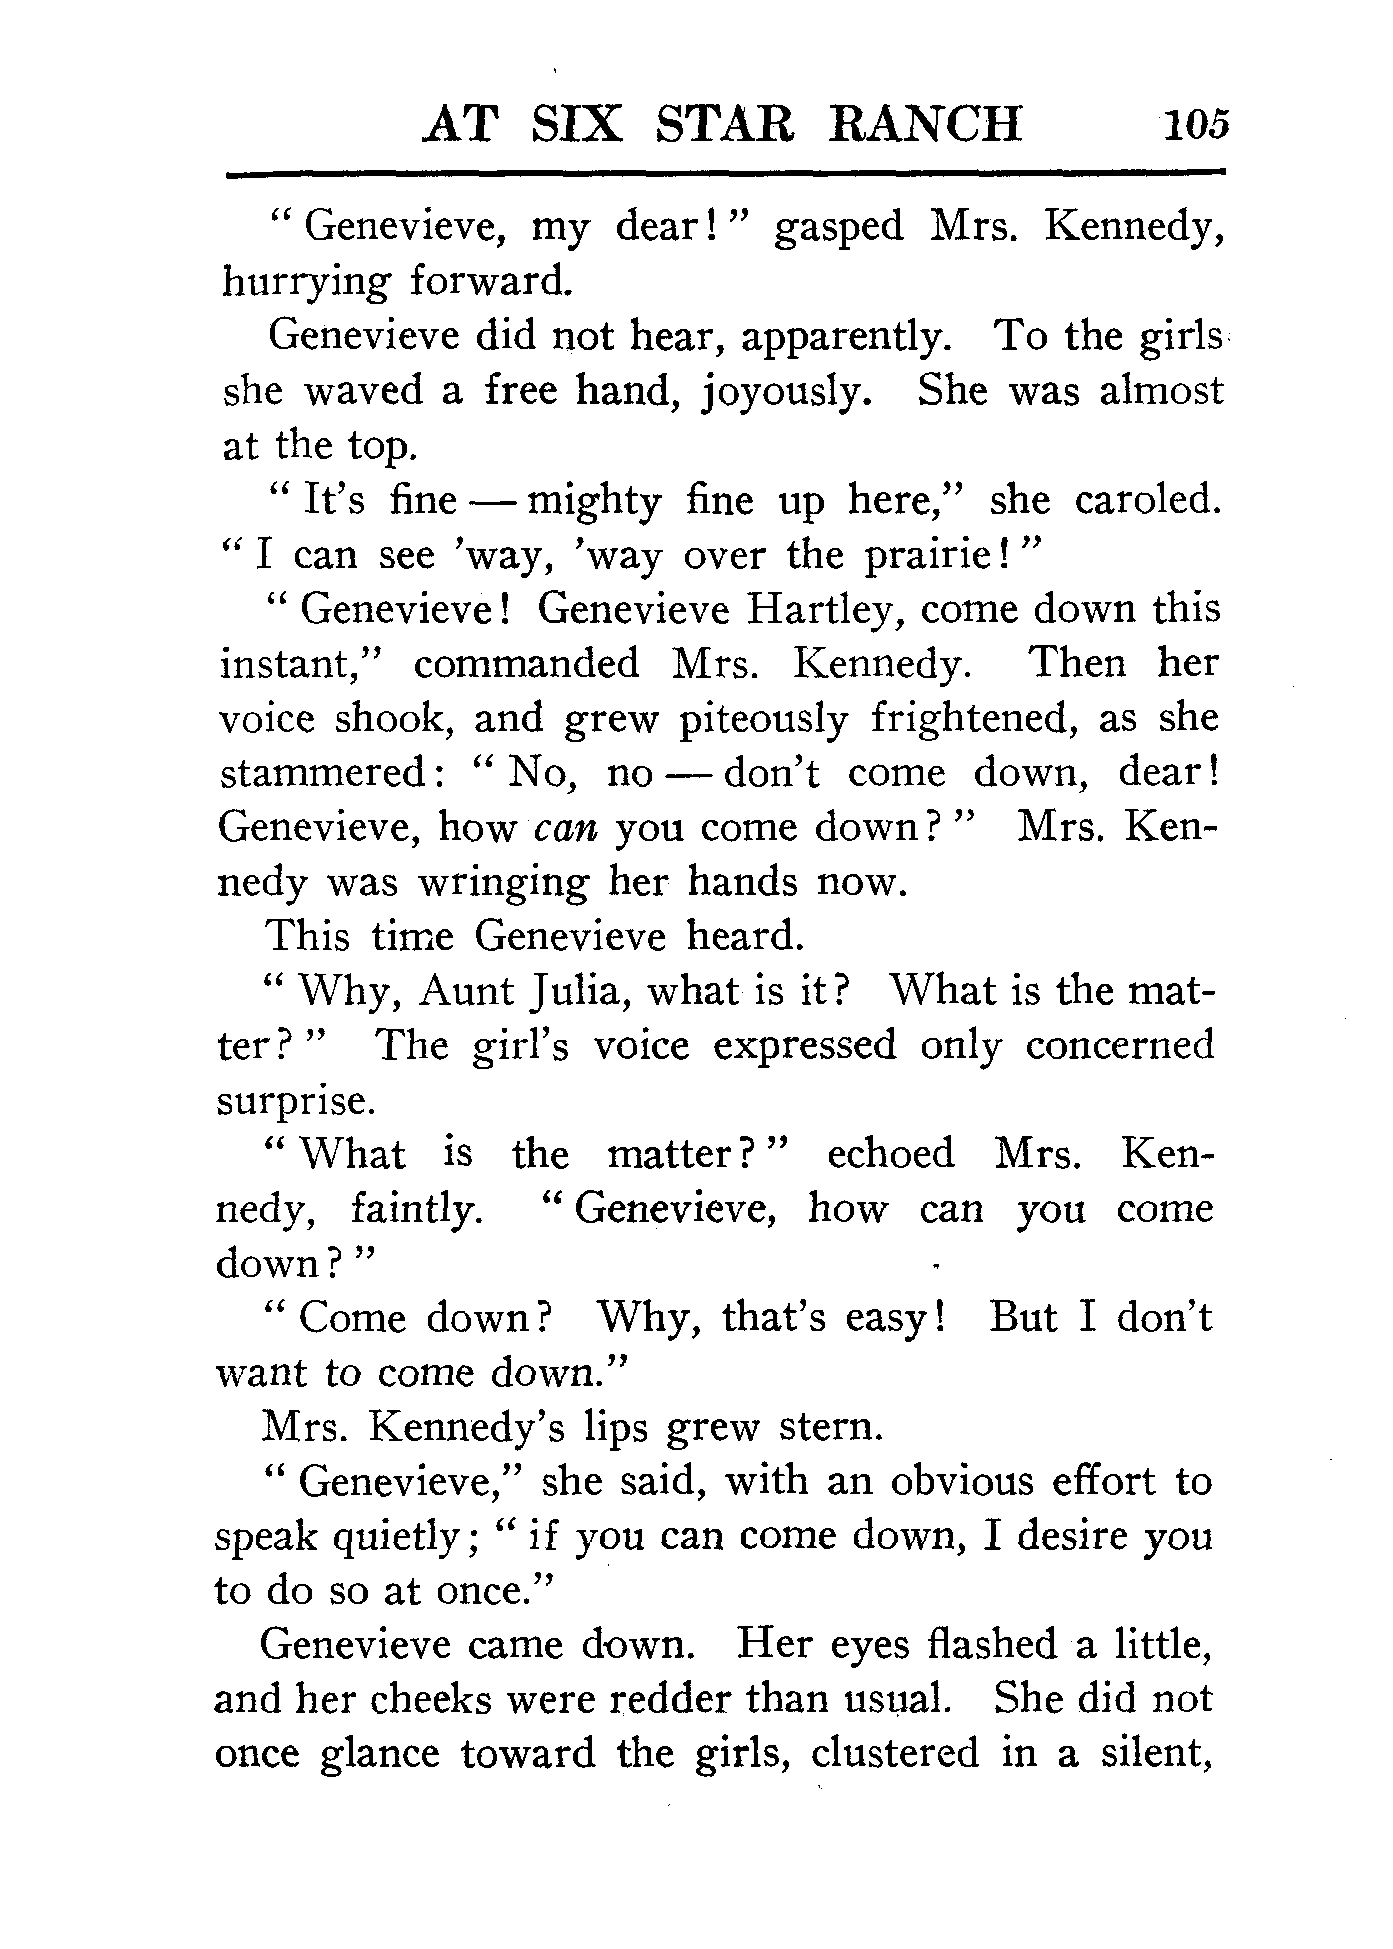 AT SIX STAR RANCH 105
" Genevieve, my dear! " gasped Mrs. Kennedy,
hurrying forward.
Genevieve did not hear, apparently. To the girls
she waved a free hand, joyously. She was almost
at the top.
" It's fine — mighty fine up here," she caroled.
" I can see 'way, 'way over the prairie! "
" Genevieve! Genevieve Hartley, come down this
instant," commanded Mrs. Kennedy. Then her
voice shook, and grew piteously frightened, as she
stammered: " No, no — don't come down, dear!
Genevieve, how can you come down? " Mrs. Ken-
nedy was wringing her hands now.
This time Genevieve heard.
" Why, Aunt Julia, what is it? What is the mat-
ter? " The girl's voice expressed only concerned
surprise.
" What is the matter? " echoed Mrs. Ken-
nedy, faintly. " Genevieve, how can you come
down? "
" Come down? Why, that's easy! But I don't
want to come down."
Mrs. Kennedy's lips grew stern.
" Genevieve," she said, with an obvious effort to
speak quietly; " if you can come down, I desire you
to do so at once."
Genevieve came down. Her eyes flashed a little,
and her cheeks were redder than usual. She did not
once glance toward the girls, clustered in a silent,